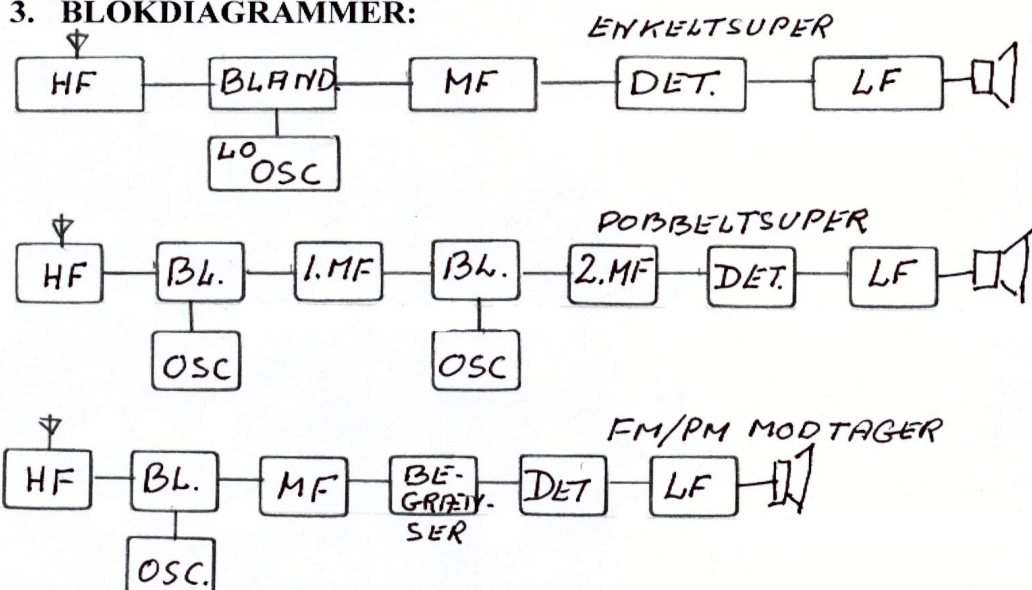 3. BLOKDIAGRAMMER:
ENKELTSUPER
HF BLAND. MF DET. LF
LO OSC
DOBBELTSUPER
HF BL. 1.MF BL. 2.MF DET. LF
OSC OSC
FM/PM MODTAGER
HF BL. MF BE- DET LF
GRÆN-
SER
OSC.